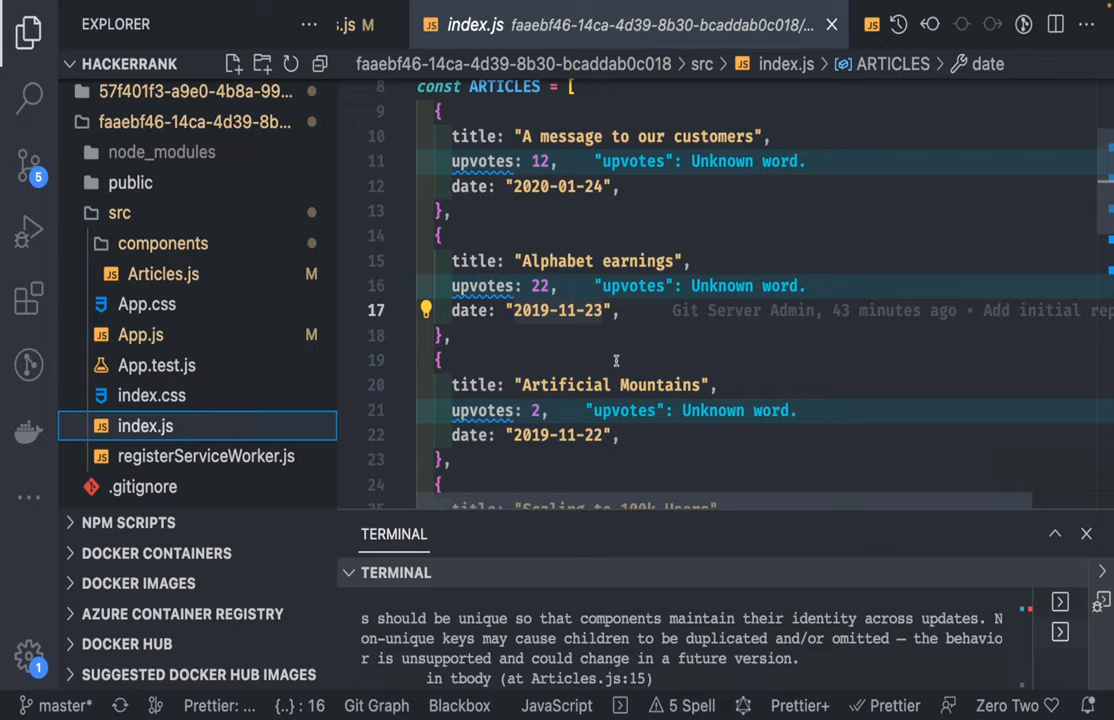 EXPLORER
.js M
index.js faaebf46-14ca-4d39-8b30-bcaddab0c018/...
HACKERRANK
faaebf46-14ca-4d39-8b30-bcaddab0c018 > src > index.js > ARTICLES > date
57f401f3-a9e0-4b8a-99...
faaebf46-14ca-4d39-8b...
node_modules
public
src
components
Articles.js M
App.css
App.js M
App.test.js
index.css
index.js
registerServiceWorker.js
.gitignore
NPM SCRIPTS
DOCKER CONTAINERS
DOCKER IMAGES
AZURE CONTAINER REGISTRY
DOCKER HUB
SUGGESTED DOCKER HUB IMAGES
5
1
8 const ARTICLES = [
9 {
10 title: "A message to our customers",
11 upvotes: 12, "upvotes": Unknown word.
12 date: "2020-01-24",
13 },
14 {
15 title: "Alphabet earnings",
16 upvotes: 22, "upvotes": Unknown word.
17 date: "2019-11-23", Git Server Admin, 43 minutes ago • Add initial rep
18 },
19 {
20 title: "Artificial Mountains",
21 upvotes: 2, "upvotes": Unknown word.
22 date: "2019-11-22",
23 },
24 {
25 title: "Scaling to 100k Users"
TERMINAL
TERMINAL
s should be unique so that components maintain their identity across updates. N
on-unique keys may cause children to be duplicated and/or omitted — the behavio
r is unsupported and could change in a future version.
in tbody (at Articles.js:15)
master* Prettier: ... {..} : 16 Git Graph Blackbox JavaScript 5 Spell Prettier+ Prettier Zero Two